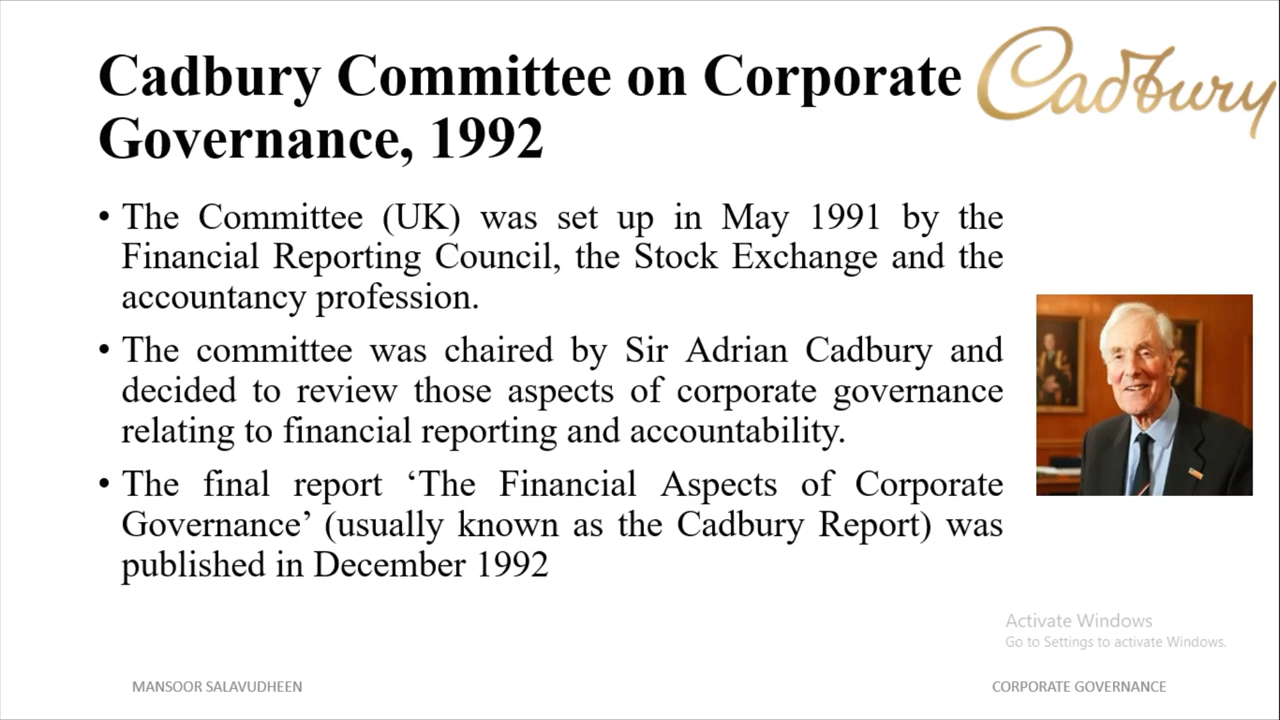 Cadbury Committee on Corporate
Governance, 1992
Cadbury
• The Committee (UK) was set up in May 1991 by the
Financial Reporting Council, the Stock Exchange and the
accountancy profession.
• The committee was chaired by Sir Adrian Cadbury and
decided to review those aspects of corporate governance
relating to financial reporting and accountability.
• The final report ‘The Financial Aspects of Corporate
Governance’ (usually known as the Cadbury Report) was
published in December 1992
Activate Windows
Go to Settings to activate Windows.
MANSOOR SALAVUDHEEN
CORPORATE GOVERNANCE